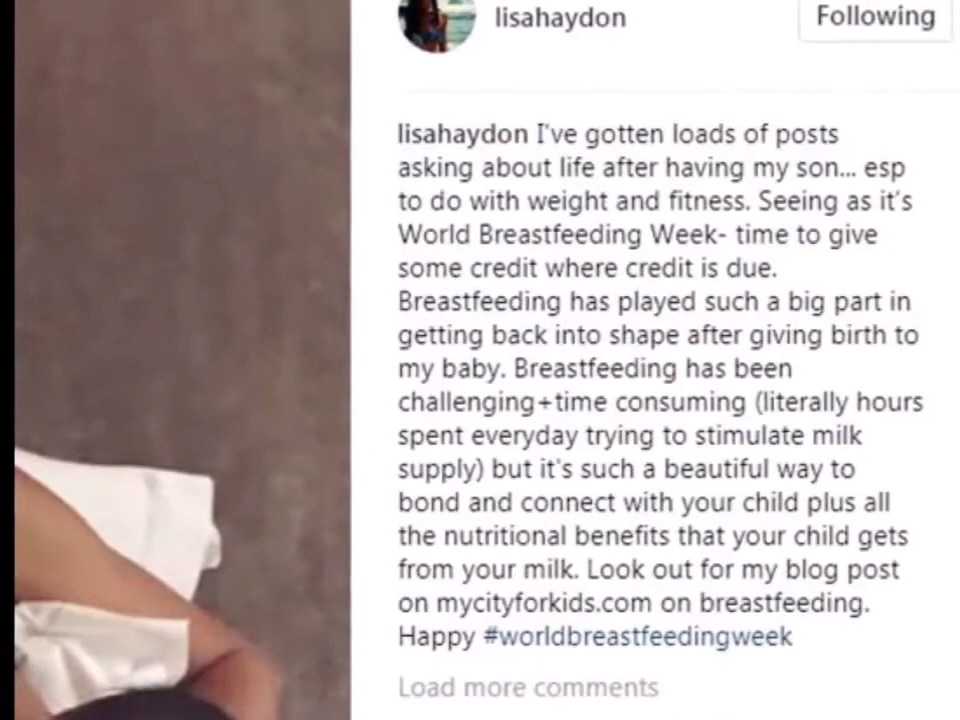 lisahaydon
Following
lisahaydon I've gotten loads of posts
asking about life after having my son... esp
to do with weight and fitness. Seeing as it's
World Breastfeeding Week- time to give
some credit where credit is due.
Breastfeeding has played such a big part in
getting back into shape after giving birth to
my baby. Breastfeeding has been
challenging+time consuming (literally hours
spent everyday trying to stimulate milk
supply) but it's such a beautiful way to
bond and connect with your child plus all
the nutritional benefits that your child gets
from your milk. Look out for my blog post
on mycityforkids.com on breastfeeding.
Happy #worldbreastfeedingweek
Load more comments